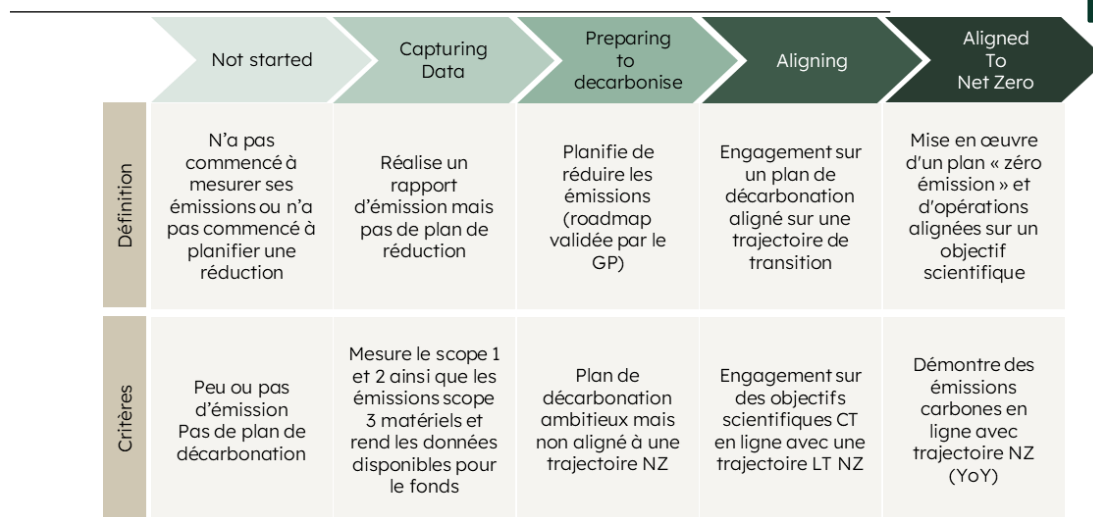 Not started
Capturing
Data
Preparing
to
decarbonise
Aligning
Aligned
To
Net Zero
Définition
N’a pas
commencé à
mesurer ses
émissions ou n’a
pas commencé à
planifier une
réduction
Réalise un
rapport
d’émission mais
pas de plan de
réduction
Planifie de
réduire les
émissions
(roadmap
validée par le
GP)
Engagement sur
un plan de
décarbonation
aligné sur une
trajectoire de
transition
Mise en œuvre
d'un plan « zéro
émission » et
d'opérations
alignées sur un
objectif
scientifique
Critères
Peu ou pas
d’émission
Pas de plan de
décarbonation
Mesure le scope 1
et 2 ainsi que les
émissions scope
3 matériels et
rend les données
disponibles pour
le fonds
Plan de
décarbonation
ambitieux mais
non aligné à une
trajectoire NZ
Engagement sur
des objectifs
scientifiques CT
en ligne avec une
trajectoire LT NZ
Démontre des
émissions
carbones en
ligne avec
trajectoire NZ
(YoY)